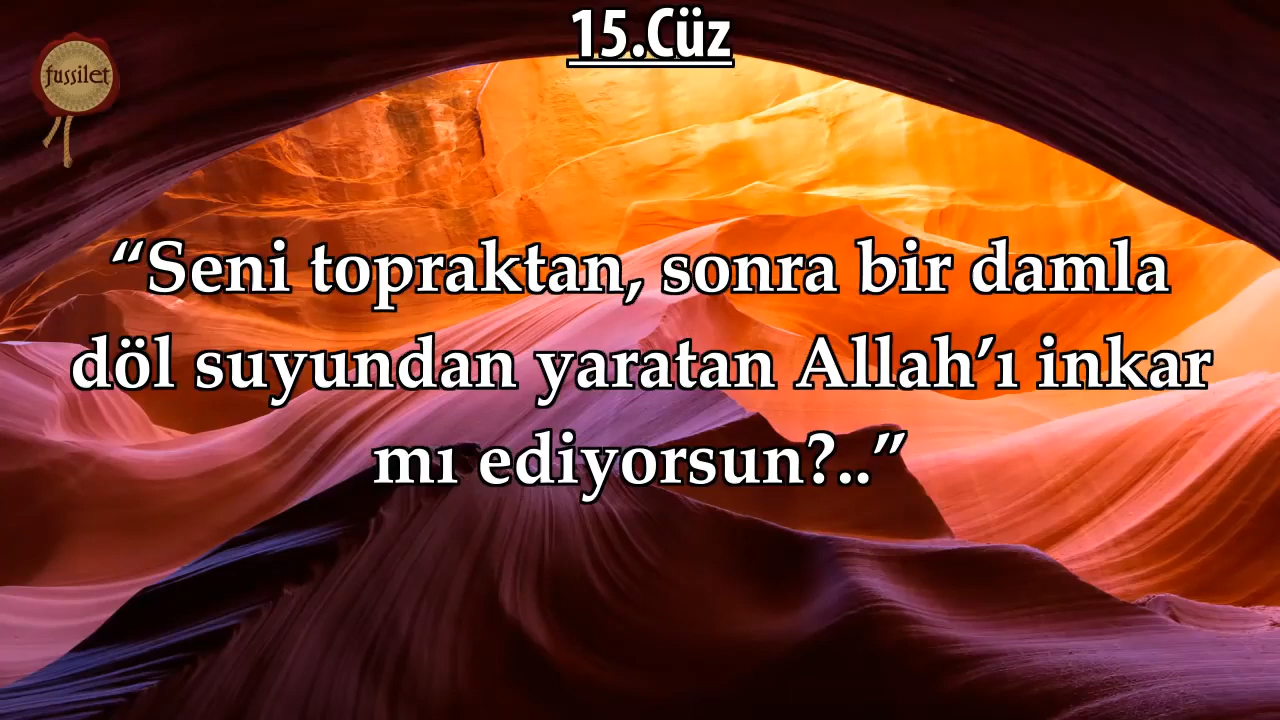 15.Cüz
fussilet
“Seni topraktan, sonra bir damla
döl suyundan yaratan Allah’ı inkar
mı ediyorsun?..”